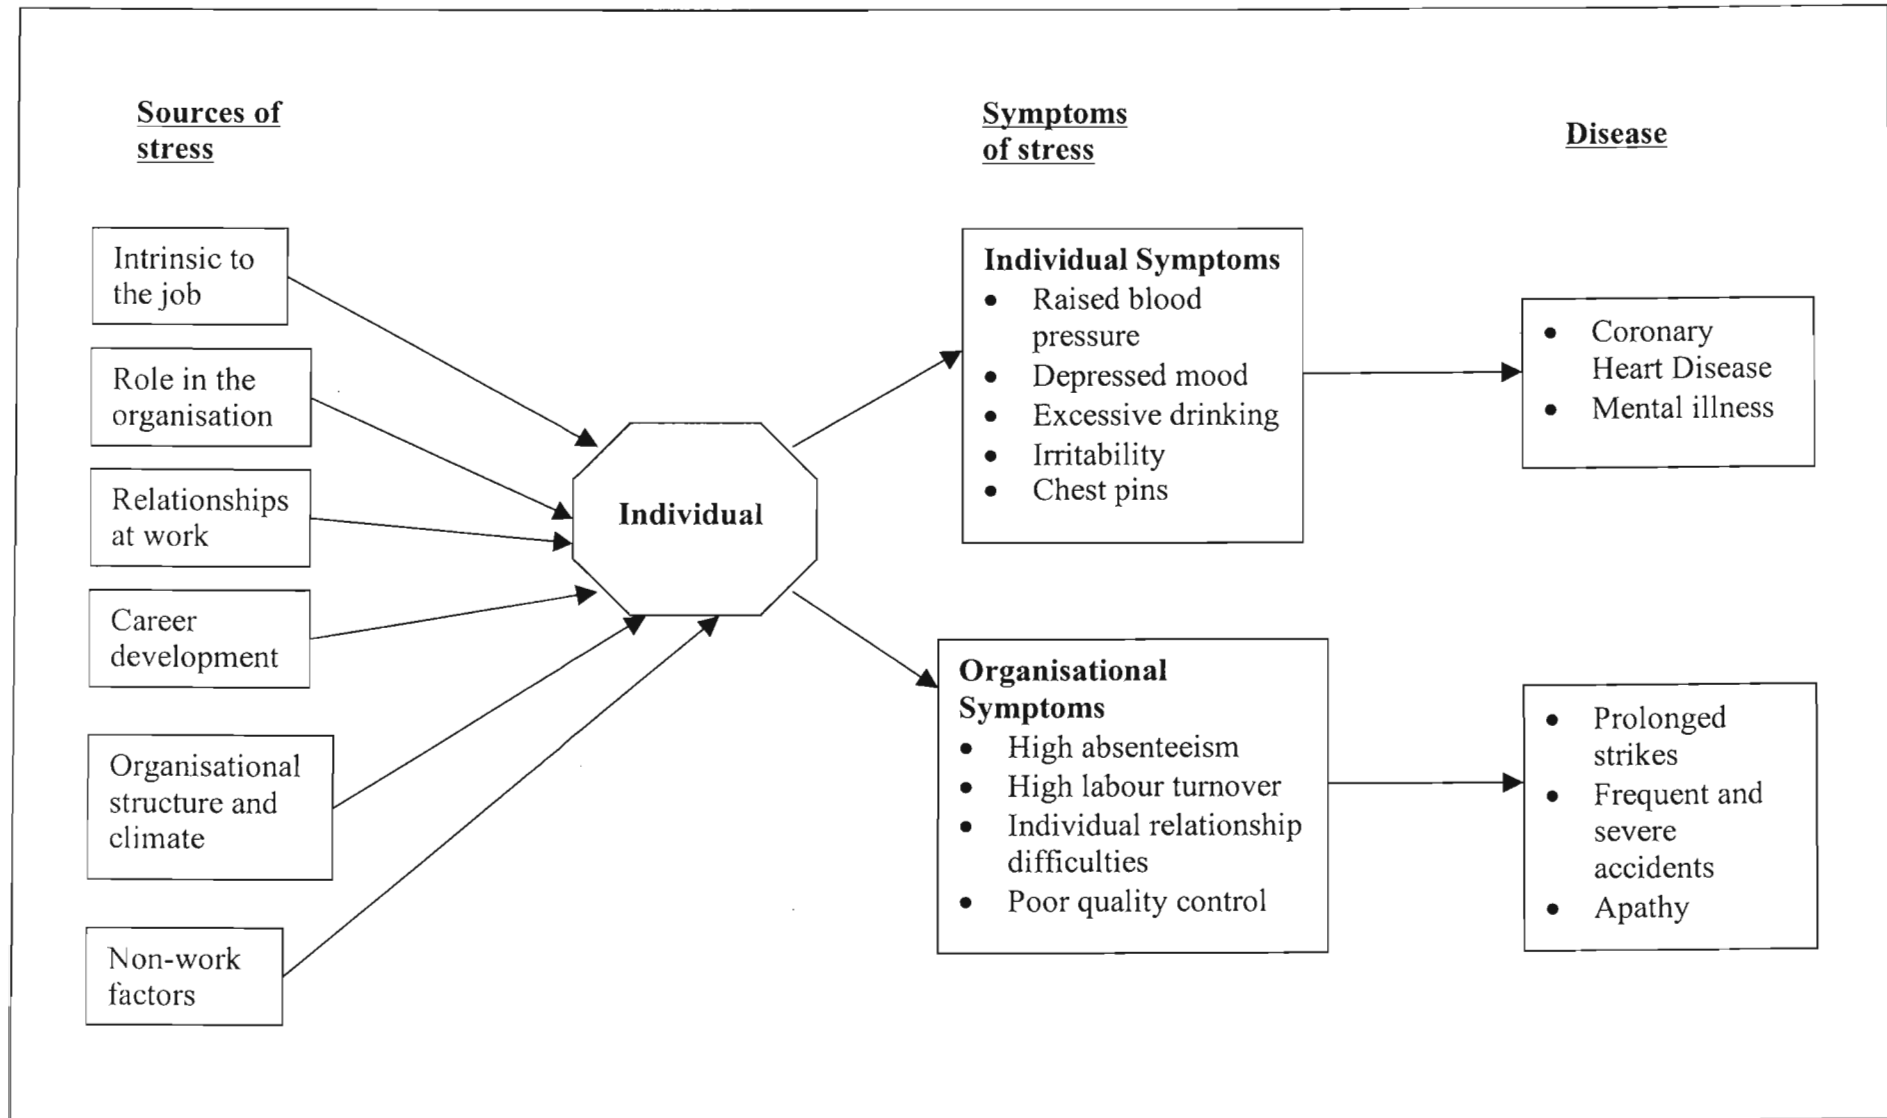 Sources of
stress
Symptoms
of stress
Disease
Intrinsic to
the job
Role in the
organisation
Relationships
at work
Career
development
Organisational
structure and
climate
Non-work
factors
Individual
Individual Symptoms
• Raised blood
pressure
• Depressed mood
• Excessive drinking
• Irritability
• Chest pins
Organisational
Symptoms
• High absenteeism
• High labour turnover
• Individual relationship
difficulties
• Poor quality control
• Coronary
Heart Disease
• Mental illness
• Prolonged
strikes
• Frequent and
severe
accidents
• Apathy